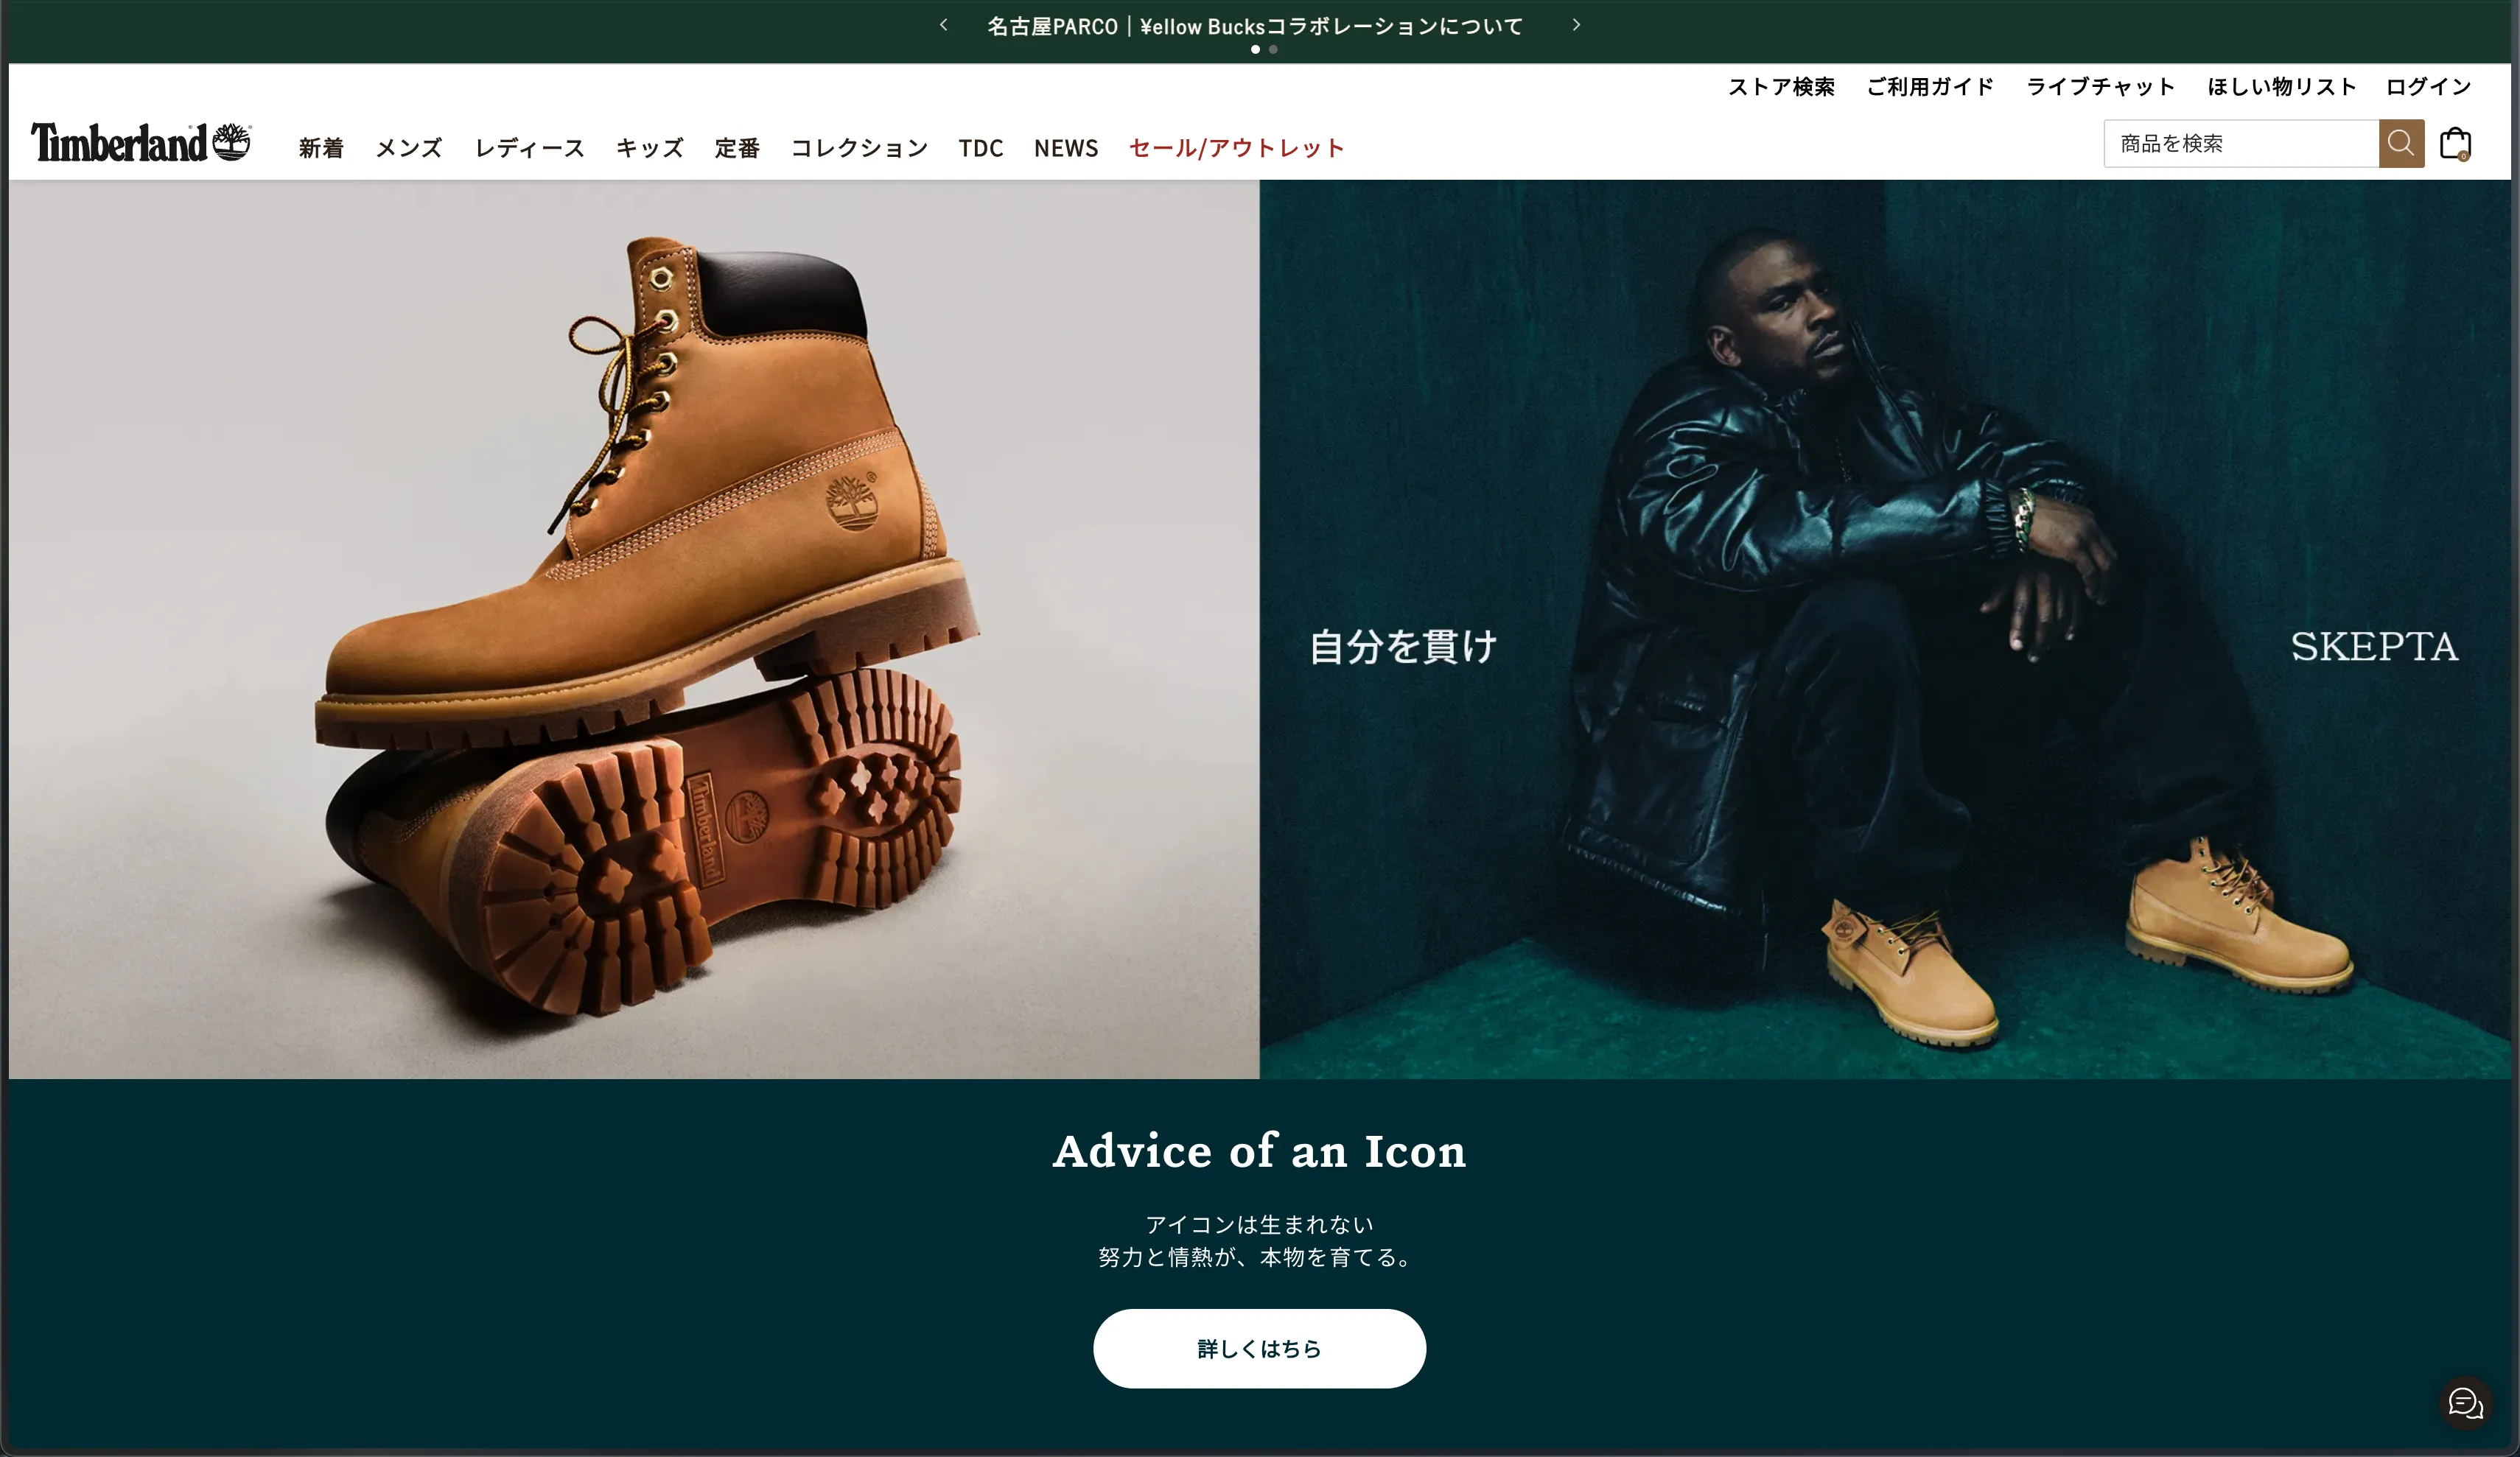 名古屋PARCO｜¥ellow Bucksコラボレーションについて
ストア検索 ご利用ガイド ライブチャット ほしい物リスト ログイン
Timberland 新着 メンズ レディース キッズ 定番 コレクション TDC NEWS セール/アウトレット 商品を検索 0
Timberland
自分を貫け SKEPTA
Advice of an Icon
アイコンは生まれない
努力と情熱が、本物を育てる。
詳しくはちら